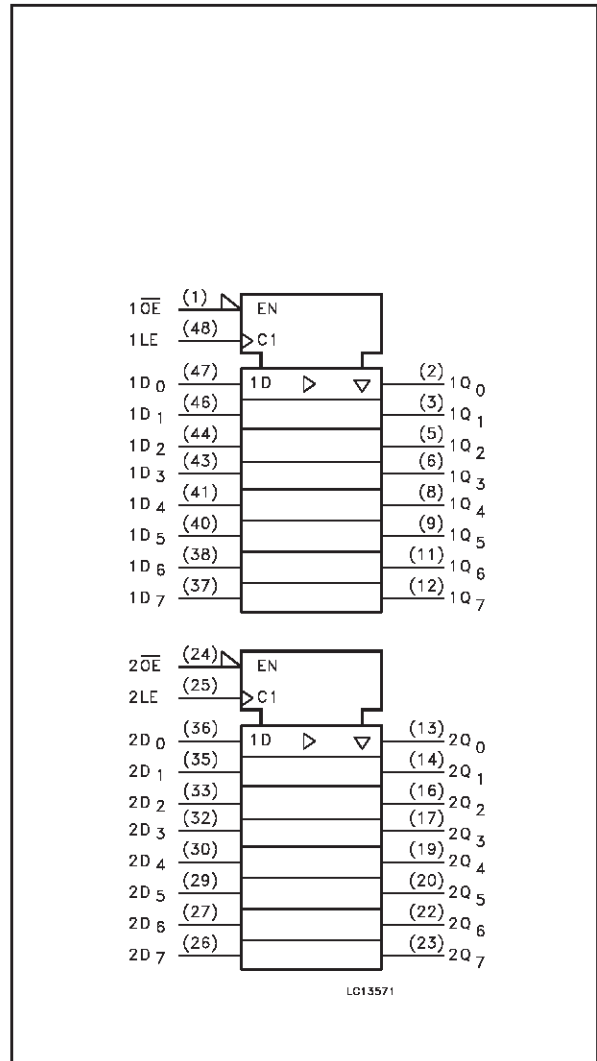 1O̅E̅ (1) EN
1LE (48) C1
1D0 (47) 1D (2) 1Q0
1D1 (46) (3) 1Q1
1D2 (44) (5) 1Q2
1D3 (43) (6) 1Q3
1D4 (41) (8) 1Q4
1D5 (40) (9) 1Q5
1D6 (38) (11) 1Q6
1D7 (37) (12) 1Q7
2O̅E̅ (24) EN
2LE (25) C1
2D0 (36) 1D (13) 2Q0
2D1 (35) (14) 2Q1
2D2 (33) (16) 2Q2
2D3 (32) (17) 2Q3
2D4 (30) (19) 2Q4
2D5 (29) (20) 2Q5
2D6 (27) (22) 2Q6
2D7 (26) (23) 2Q7
LC13571